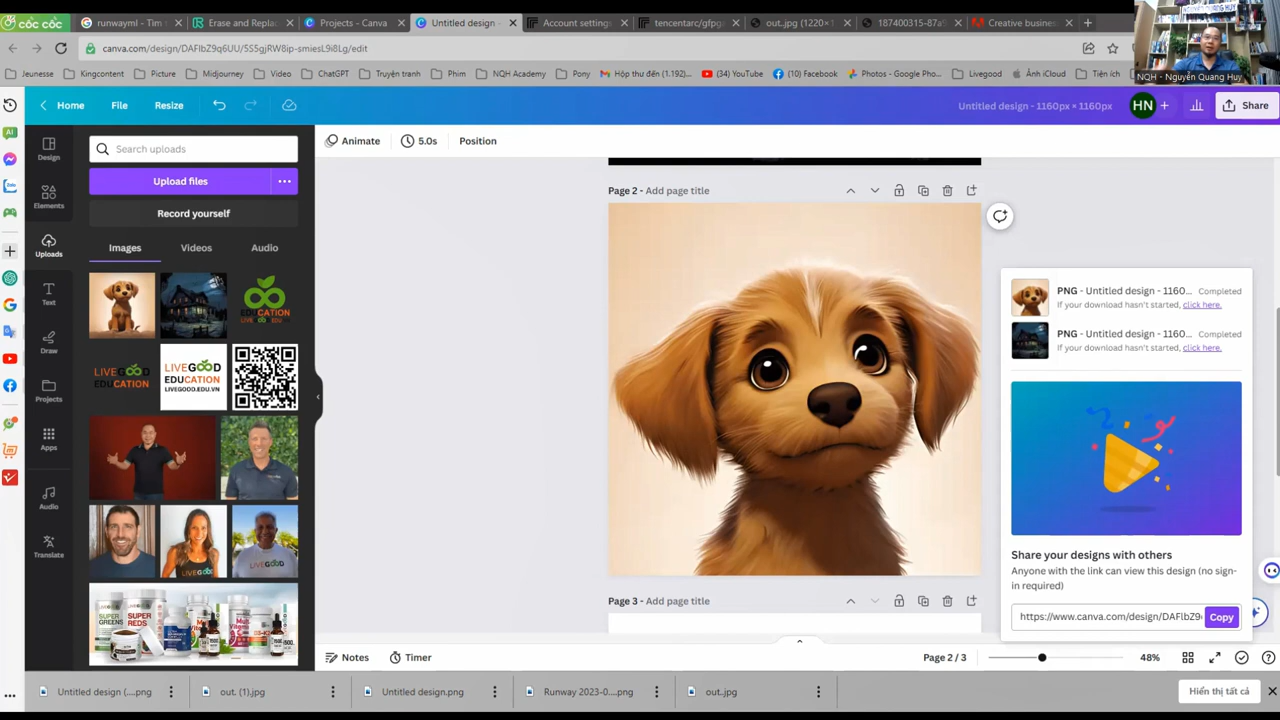 CỐC CỐC
runwayml - Tìm
Erase and Replac
Projects - Canva
Untitled design -
Account settings
tencentarc/gfpg
out.jpg (1220×1
187400315-87a
Creative busines
canva.com/design/DAFlbZ9q6UU/5S5gjRW8ip-smiesL9i8Lg/edit
NQH - Nguyễn Quang Huy
Jeunesse
Kingcontent
Picture
Midjourney
Video
ChatGPT
Truyện tranh
Phim
NQH Academy
Pony
Hộp thư đến (1.192)...
(34) YouTube
(10) Facebook
Photos - Google Pho...
Livegood
Ảnh iCloud
Tiện ích
Home
File
Resize
Untitled design - 1160px × 1160px
HN
Share
Animate
5.0s
Position
Design
Elements
Uploads
Text
Draw
Projects
Apps
Audio
Translate
Search uploads
Upload files
Record yourself
Images
Videos
Audio
EDUCATION
LIVEGOOD
EDUCATION
LIVEGOOD
EDUCATION
LIVEGOOD.EDU.VN
SUPER
GREENS
SUPER
REDS
Page 2 - Add page title
Page 3 - Add page title
PNG - Untitled design - 1160... Completed
If your download hasn't started, click here.
PNG - Untitled design - 1160... Completed
If your download hasn't started, click here.
Share your designs with others
Anyone with the link can view this design (no sign-
in required)
https://www.canva.com/design/DAFlbZ9
Copy
Notes
Timer
Page 2 / 3
48%
Untitled design (....png
out. (1).jpg
Untitled design.png
Runway 2023-0....png
out.jpg
Hiển thị tất cả